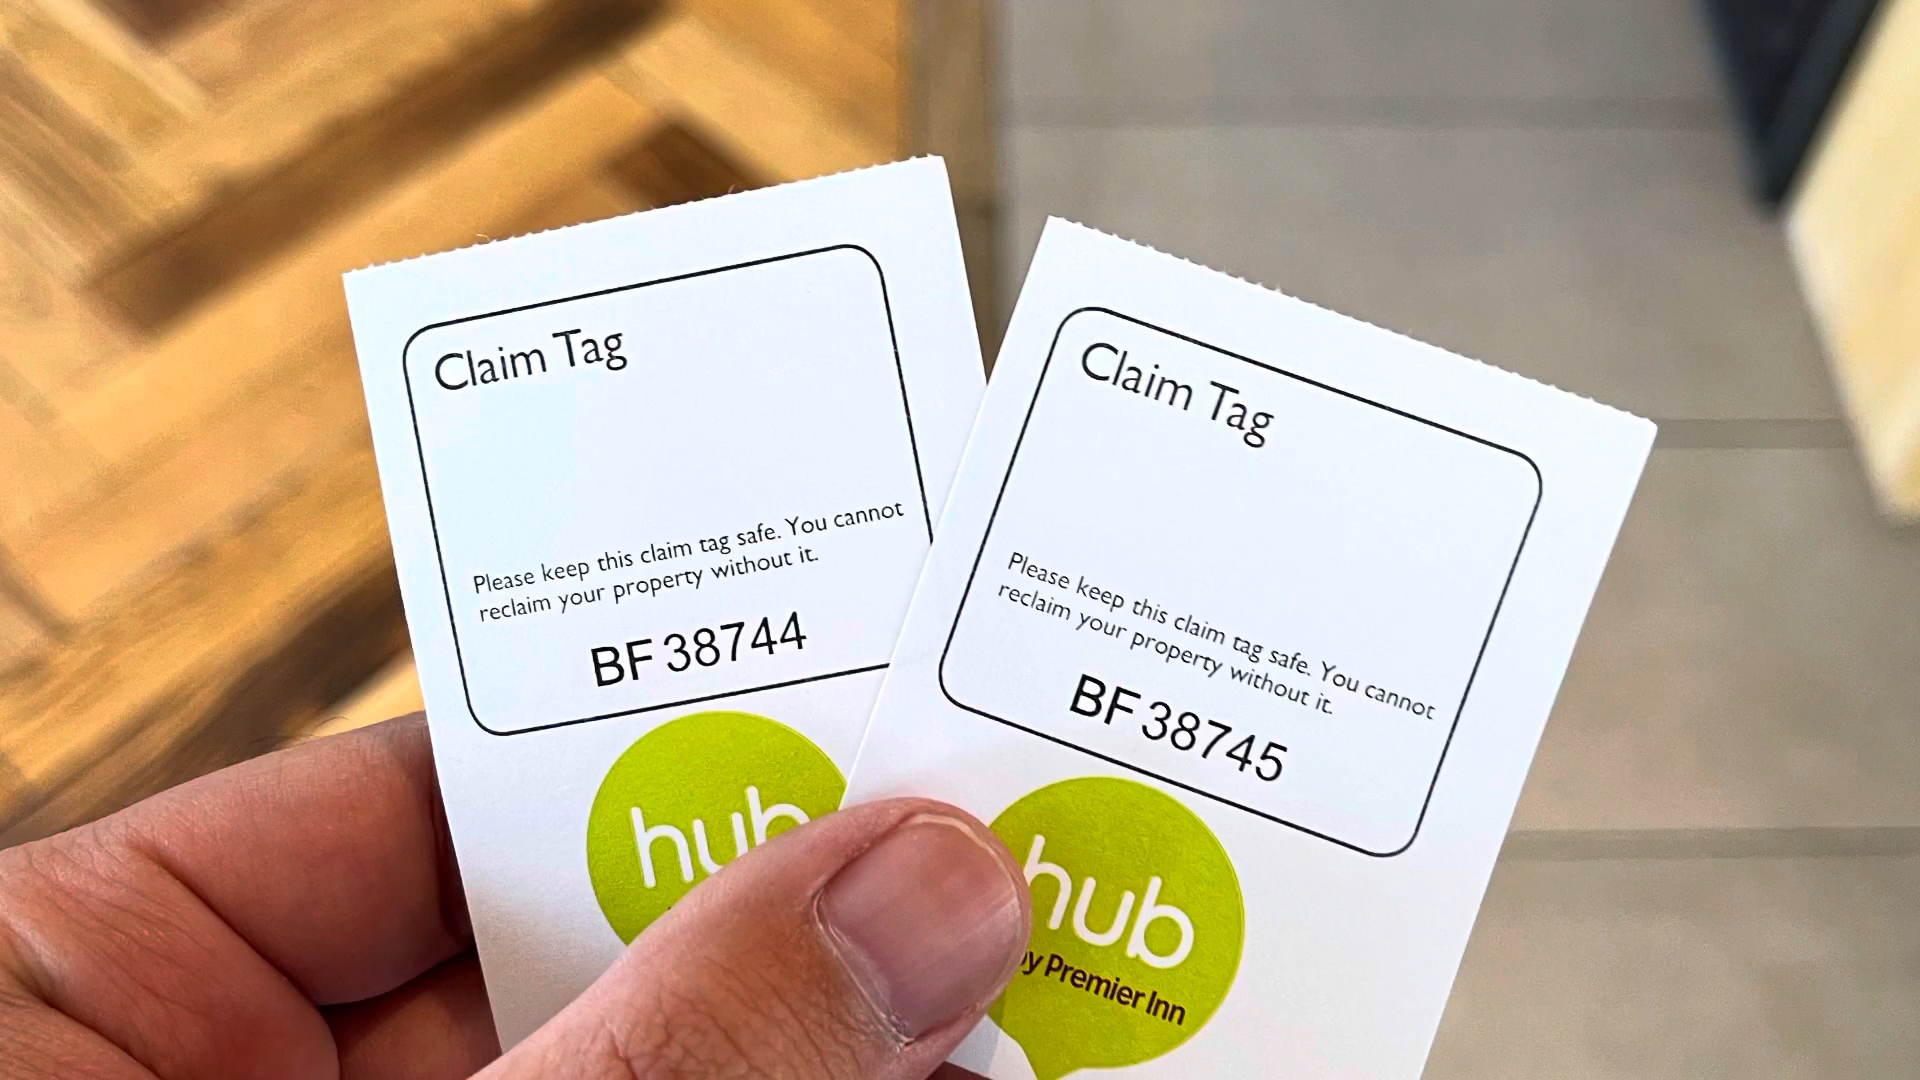 Claim Tag
Please keep this claim tag safe. You cannot
reclaim your property without it.
BF 38744
hub
Claim Tag
Please keep this claim tag safe. You cannot
reclaim your property without it.
BF 38745
hub
by Premier Inn